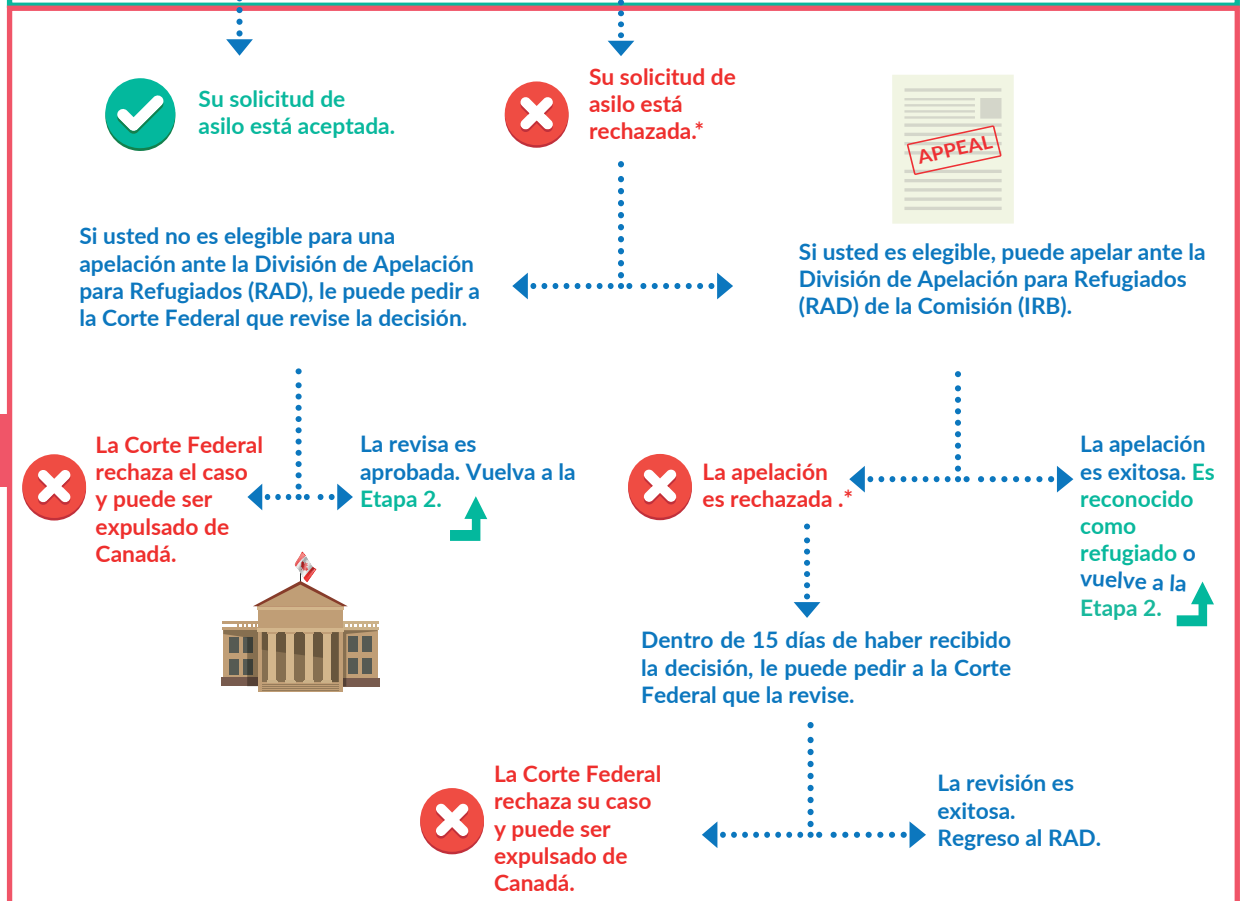 Su solicitud de
asilo está aceptada.
Su solicitud de
asilo está
rechazada.*
APPEAL
Si usted no es elegible para una
apelación ante la División de Apelación
para Refugiados (RAD), le puede pedir a
la Corte Federal que revise la decisión.
Si usted es elegible, puede apelar ante la
División de Apelación para Refugiados
(RAD) de la Comisión (IRB).
La Corte Federal
rechaza el caso
y puede ser
expulsado de
Canadá.
La revisa es
aprobada. Vuelva a la
Etapa 2.
La apelación
es rechazada .*
La apelación
es exitosa. Es
reconocido
como
refugiado o
vuelve a la
Etapa 2.
Dentro de 15 días de haber recibido
la decisión, le puede pedir a la Corte
Federal que la revise.
La Corte Federal
rechaza su caso
y puede ser
expulsado de
Canadá.
La revisión es
exitosa.
Regreso al RAD.